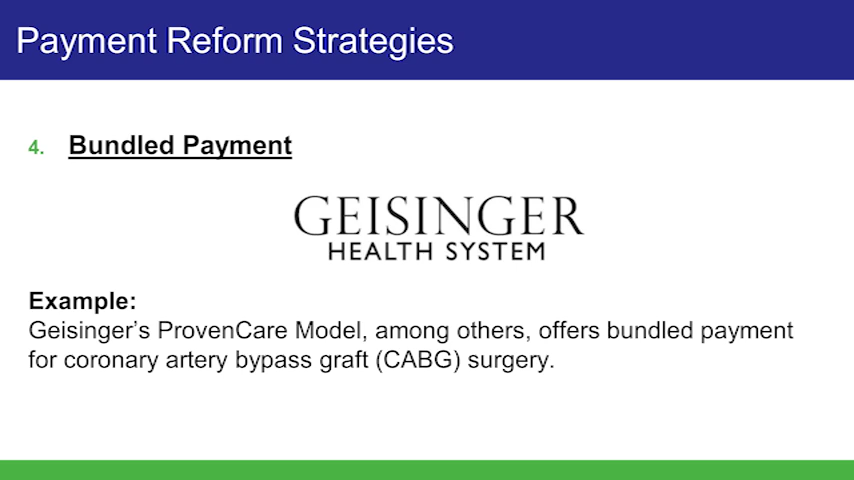 Payment Reform Strategies
4. Bundled Payment
GEISINGER
HEALTH SYSTEM
Example:
Geisinger’s ProvenCare Model, among others, offers bundled payment
for coronary artery bypass graft (CABG) surgery.